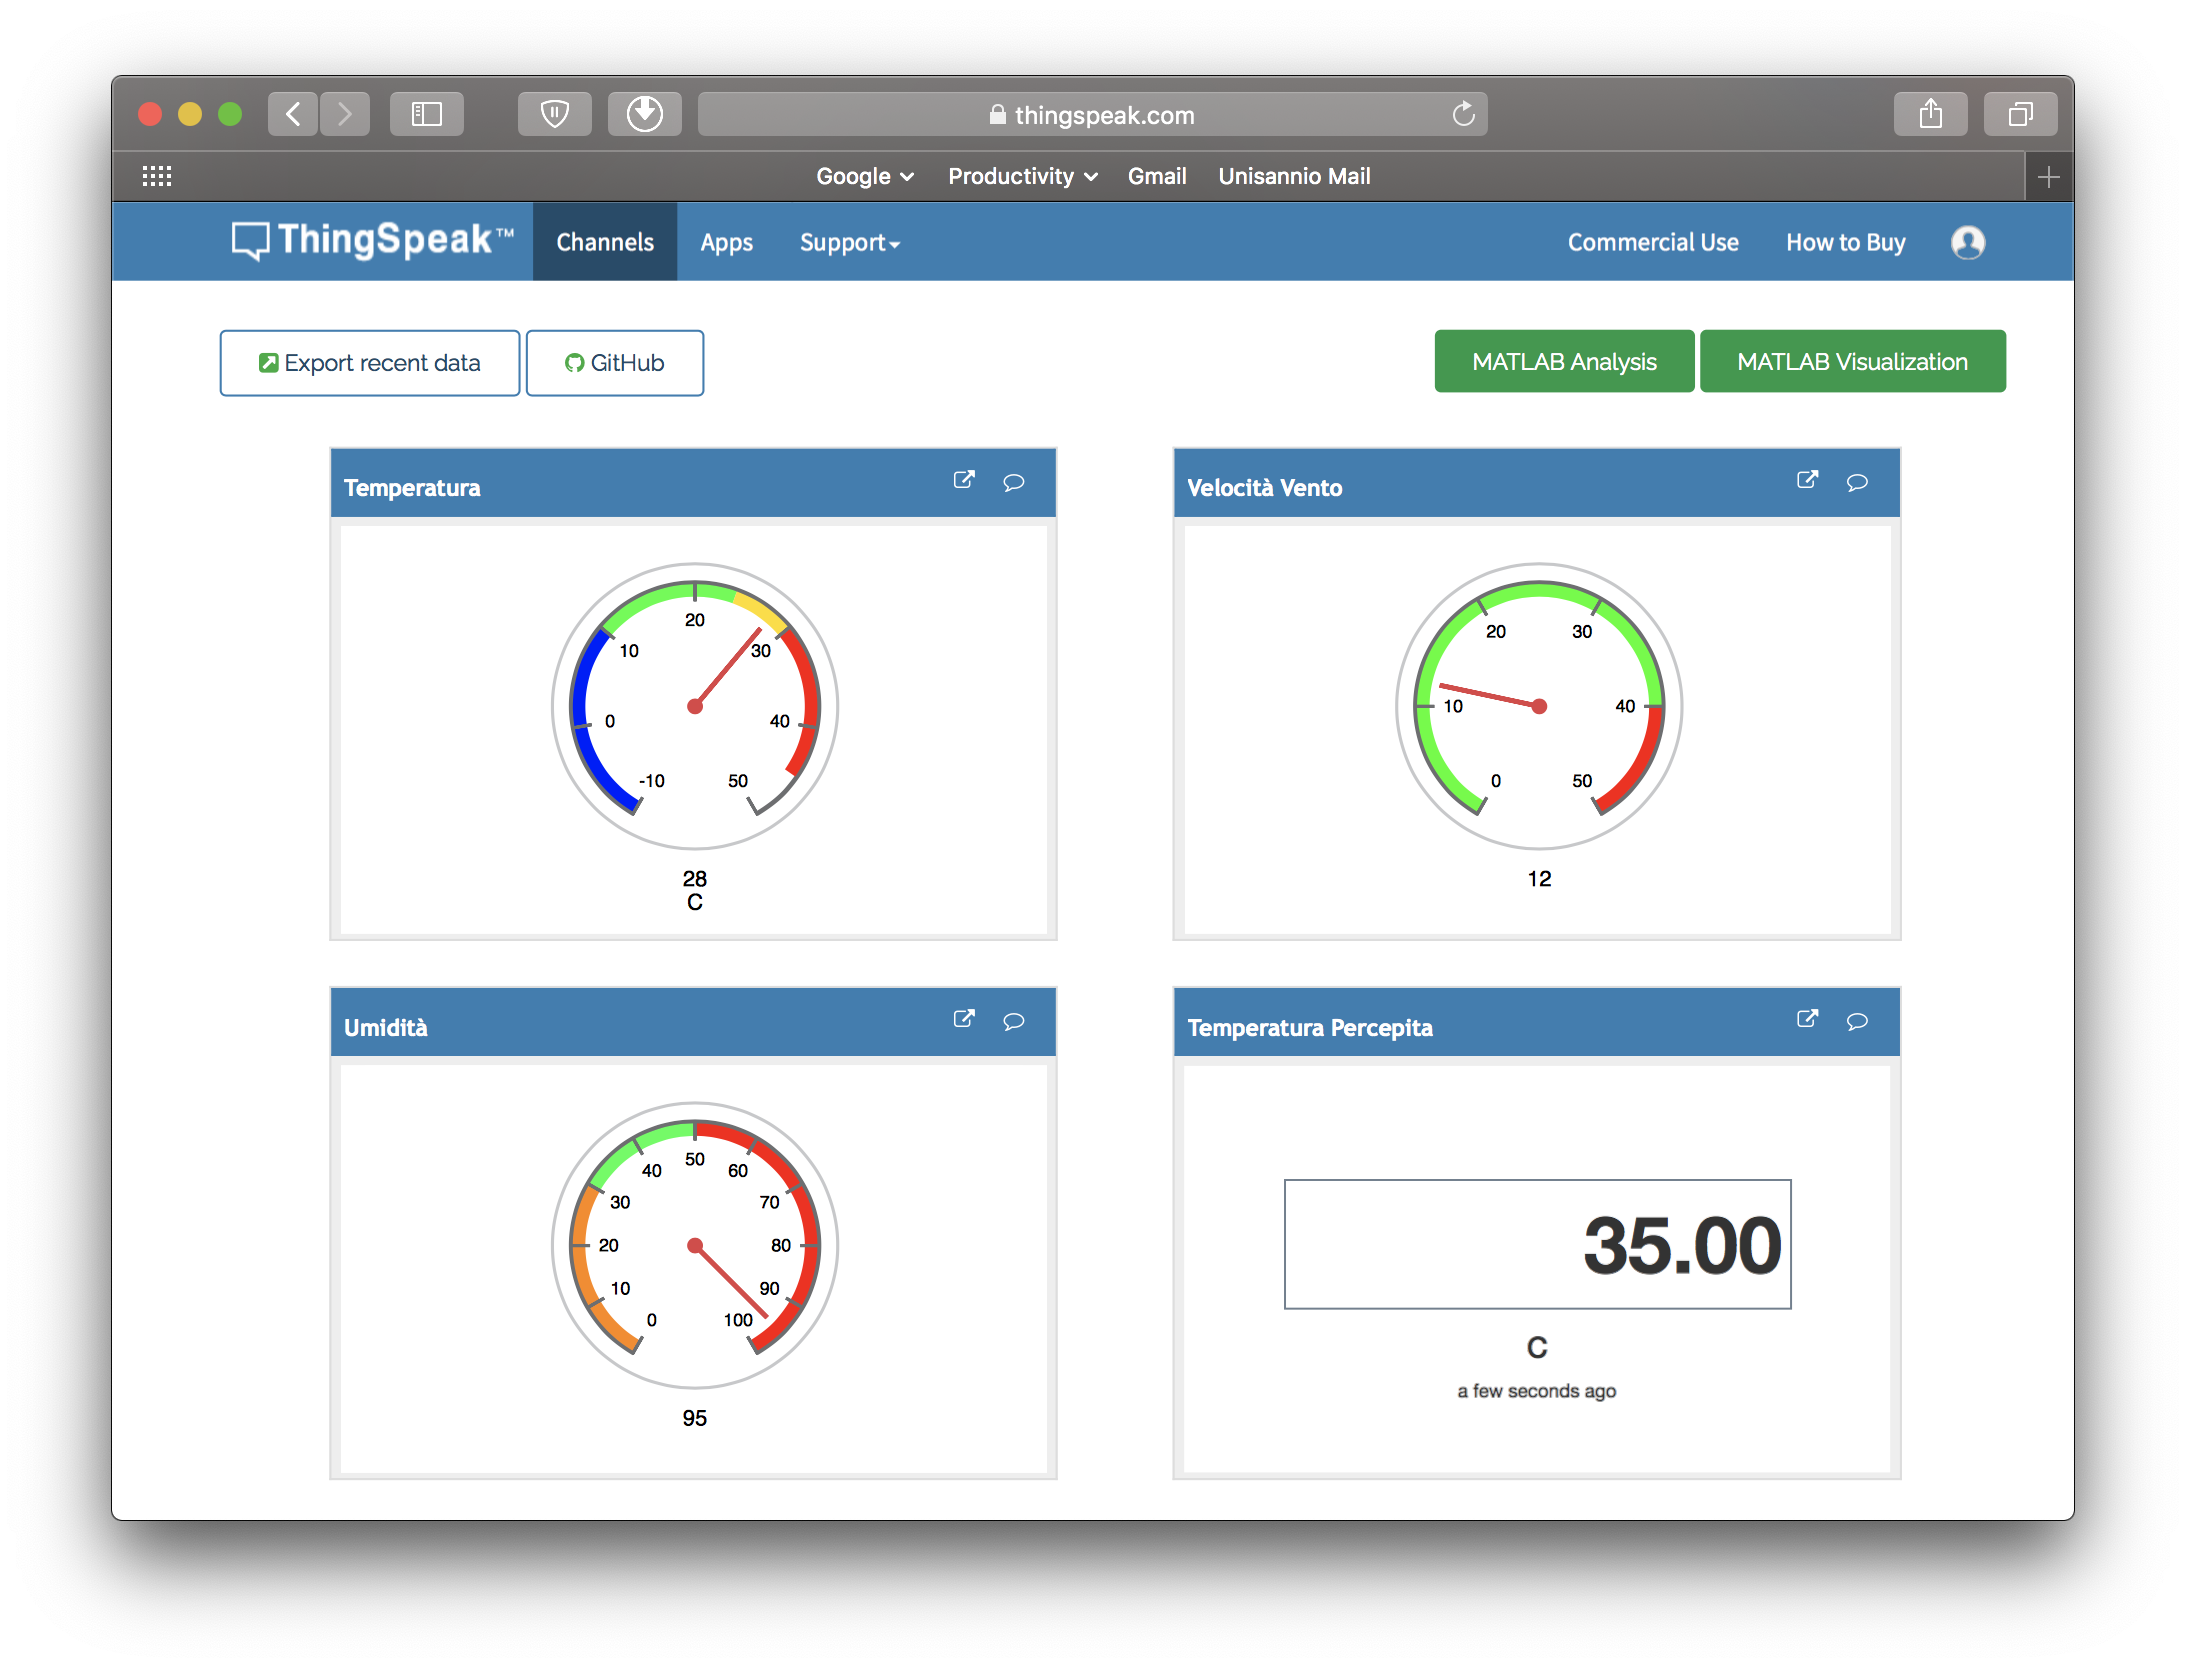 thingspeak.com
Google Productivity Gmail Unisannio Mail
ThingSpeak™ Channels Apps Support Commercial Use How to Buy
Export recent data GitHub MATLAB Analysis MATLAB Visualization
Temperatura
20
10 30
0 40
-10 50
28
C
Velocità Vento
20 30
10 40
0 50
12
Umidità
50
40 60
30 70
20 80
10 90
0 100
95
Temperatura Percepita
35.00
C
a few seconds ago